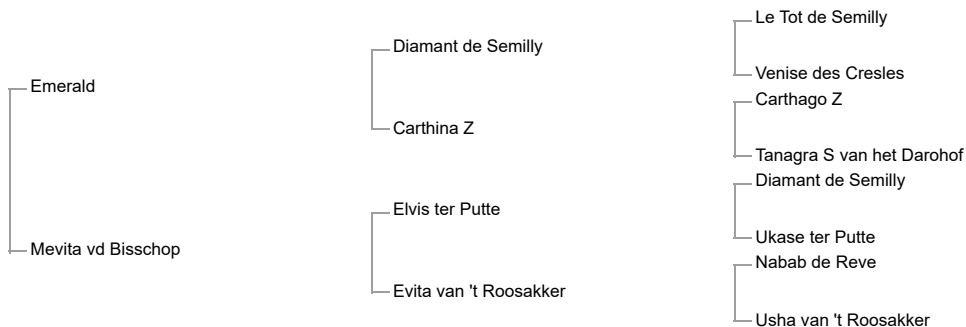 Le Tot de Semilly
Diamant de Semilly
Venise des Cresles
Emerald
Carthago Z
Carthina Z
Tanagra S van het Darohof
Diamant de Semilly
Elvis ter Putte
Ukase ter Putte
Mevita vd Bisschop
Nabab de Reve
Evita van 't Roosakker
Usha van 't Roosakker